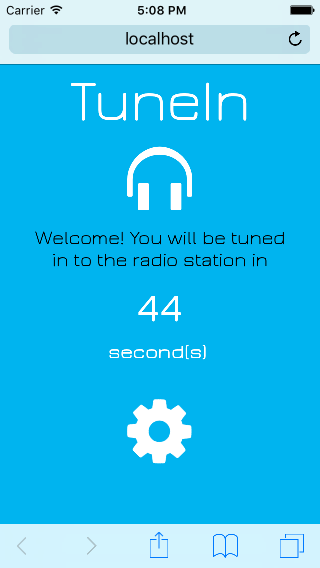 Carrier 5:08 PM
localhost
TuneIn
Welcome! You will be tuned
in to the radio station in
44
second(s)